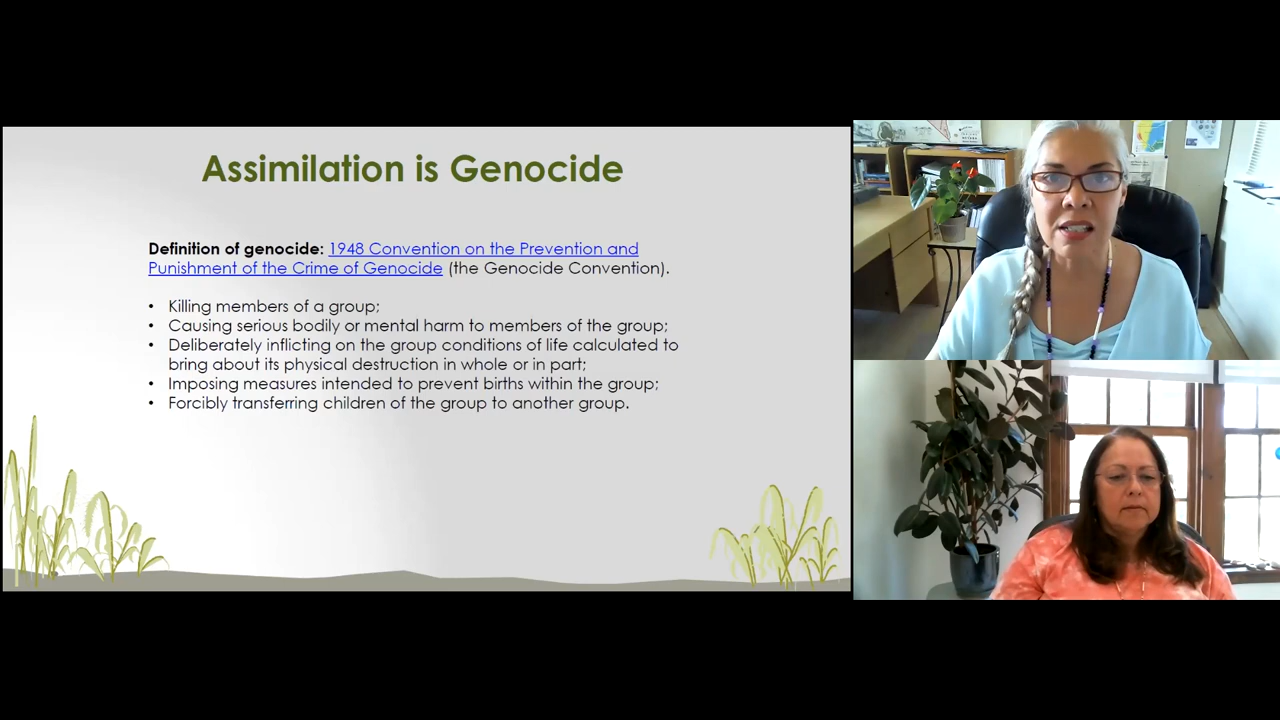 Assimilation is Genocide
Definition of genocide: 1948 Convention on the Prevention and
Punishment of the Crime of Genocide (the Genocide Convention).
• Killing members of a group;
• Causing serious bodily or mental harm to members of the group;
• Deliberately inflicting on the group conditions of life calculated to
bring about its physical destruction in whole or in part;
• Imposing measures intended to prevent births within the group;
• Forcibly transferring children of the group to another group.